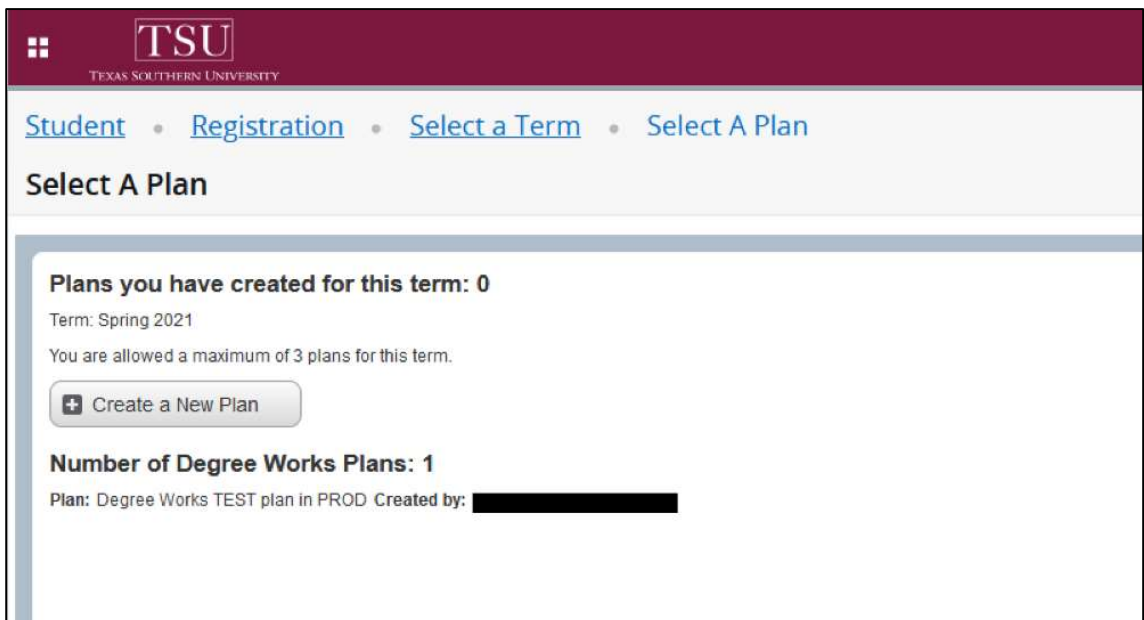 TSU
TEXAS SOUTHERN UNIVERSITY
Student • Registration • Select a Term • Select A Plan
Select A Plan
Plans you have created for this term: 0
Term: Spring 2021
You are allowed a maximum of 3 plans for this term.
Create a New Plan
Number of Degree Works Plans: 1
Plan: Degree Works TEST plan in PROD Created by: